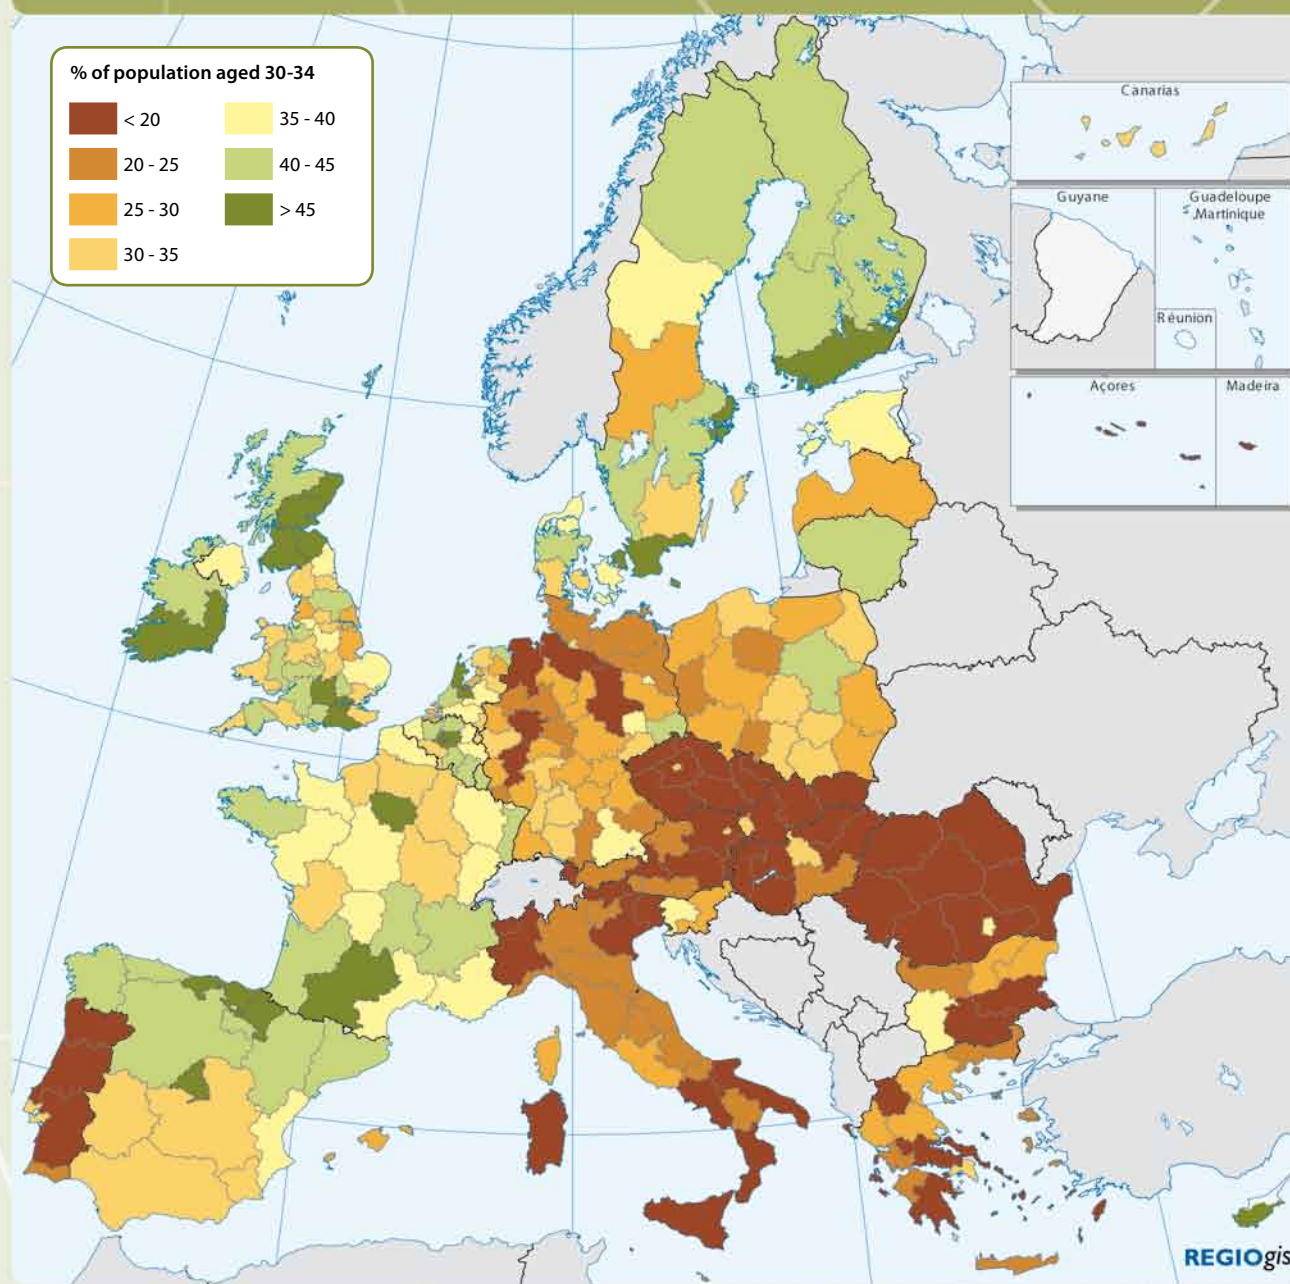 % of population aged 30-34
< 20
20 - 25
25 - 30
30 - 35
35 - 40
40 - 45
> 45
Canarias
Guyane
Guadeloupe
Martinique
Réunion
Açores
Madeira
REGIOgis